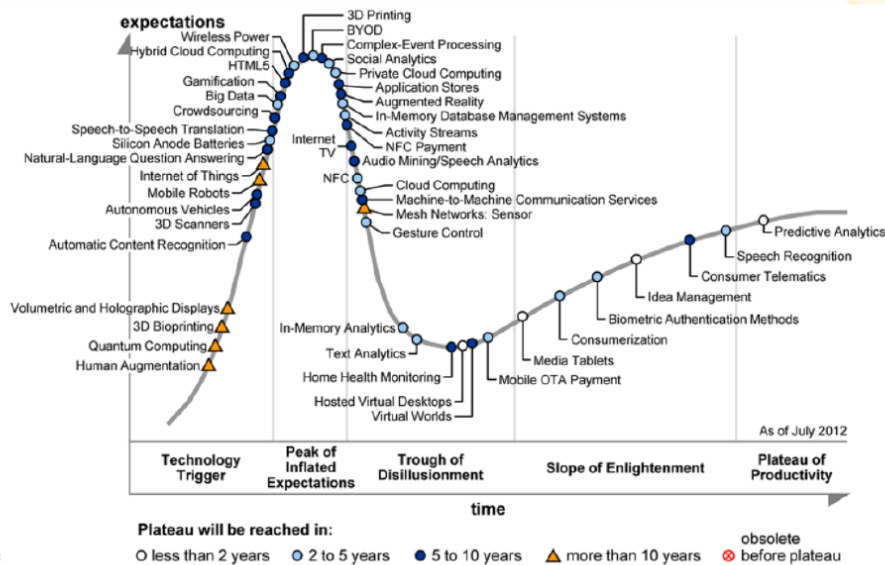 expectations
3D Printing
BYOD
Wireless Power
Complex-Event Processing
Hybrid Cloud Computing
Social Analytics
HTML5
Private Cloud Computing
Gamification
Application Stores
Big Data
Augmented Reality
Crowdsourcing
In-Memory Database Management Systems
Speech-to-Speech Translation
Activity Streams
Silicon Anode Batteries
NFC Payment
Internet
TV
Natural-Language Question Answering
Audio Mining/Speech Analytics
Internet of Things
NFC
Cloud Computing
Mobile Robots
Machine-to-Machine Communication Services
Autonomous Vehicles
Mesh Networks: Sensor
3D Scanners
Gesture Control
Automatic Content Recognition
Predictive Analytics
Speech Recognition
Consumer Telematics
Idea Management
Volumetric and Holographic Displays
Biometric Authentication Methods
3D Bioprinting
In-Memory Analytics
Consumerization
Quantum Computing
Text Analytics
Media Tablets
Human Augmentation
Home Health Monitoring
Mobile OTA Payment
Hosted Virtual Desktops
Virtual Worlds
As of July 2012
Technology
Trigger
Peak of
Inflated
Expectations
Trough of
Disillusionment
Slope of Enlightenment
Plateau of
Productivity
time
Plateau will be reached in:
less than 2 years
2 to 5 years
5 to 10 years
more than 10 years
obsolete
before plateau